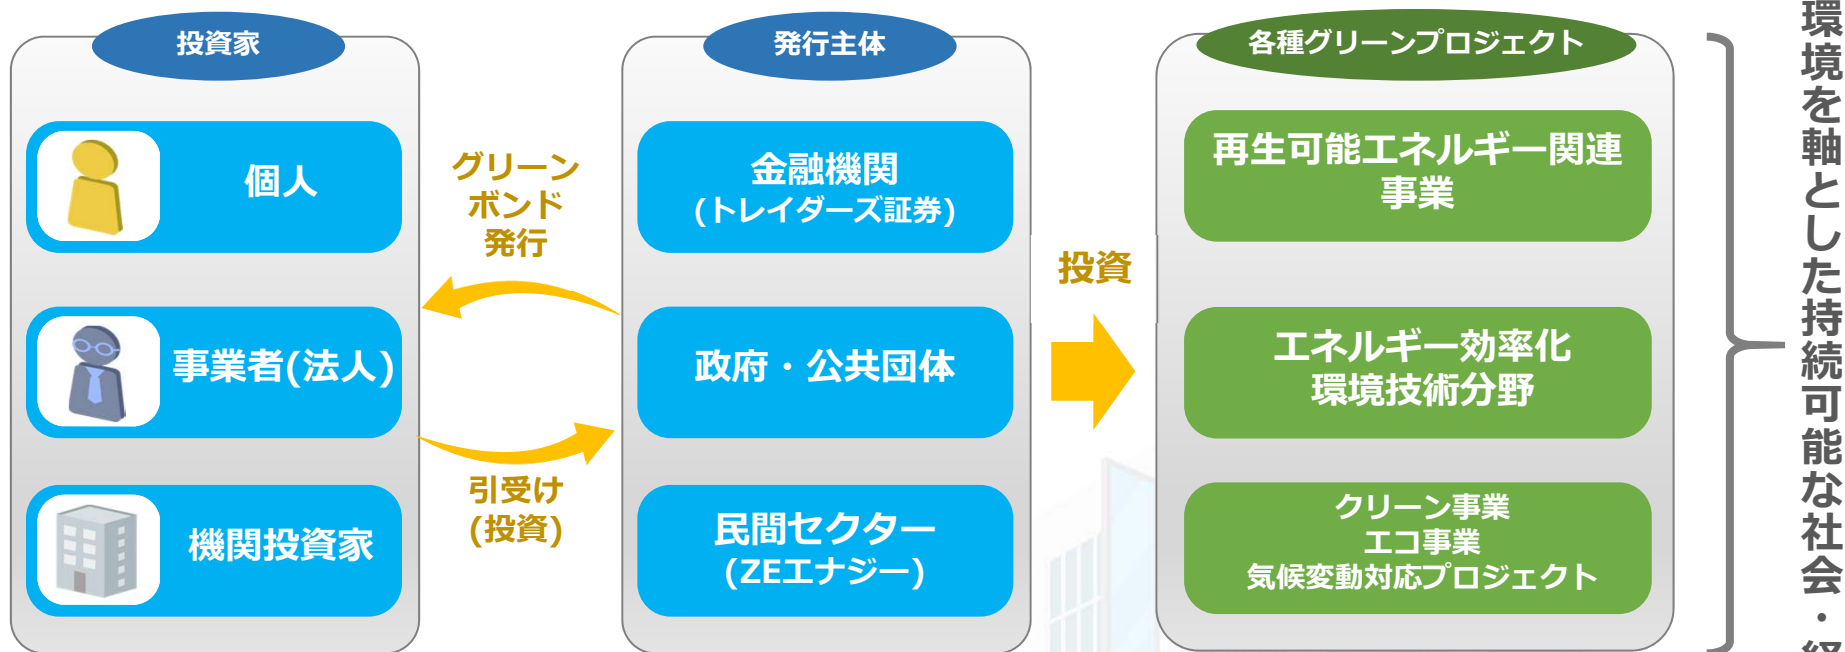 投資家
個人
事業者(法人)
機関投資家
グリーン
ボンド
発行
引受け
(投資)
発行主体
金融機関
(トレイダーズ証券)
政府・公共団体
民間セクター
(ZEエナジー)
投資
各種グリーンプロジェクト
再生可能エネルギー関連
事業
エネルギー効率化
環境技術分野
クリーン事業
エコ事業
気候変動対応プロジェクト
環境を軸とした持続可能な社会・